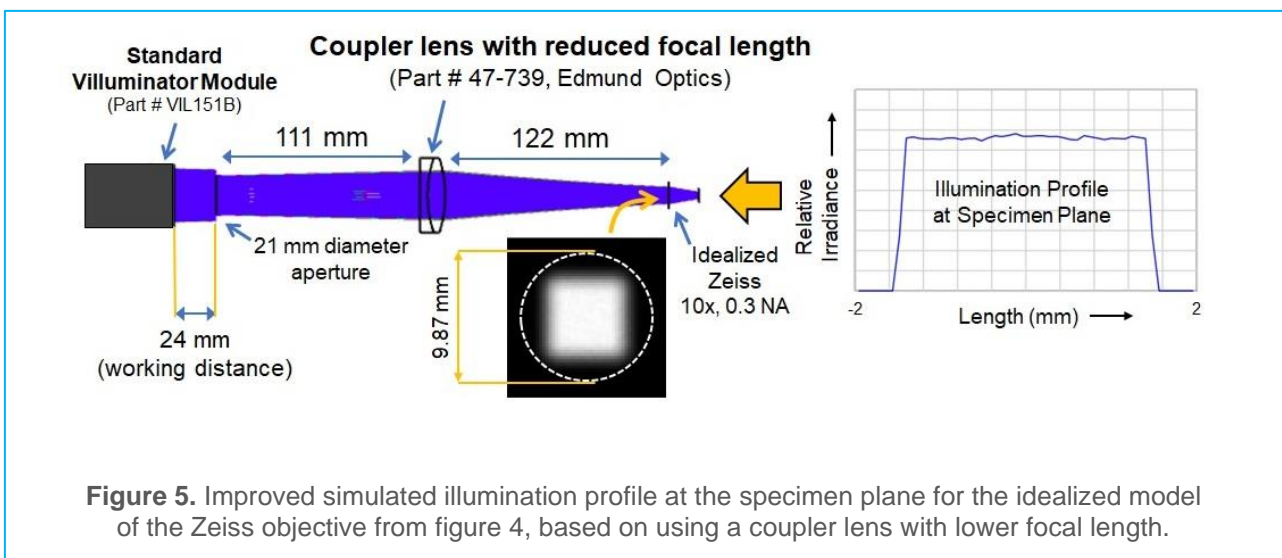 Standard
Villuminator Module
(Part # VIL151B)
Coupler lens with reduced focal length
(Part # 47-739, Edmund Optics)
111 mm
122 mm
21 mm diameter
aperture
24 mm
(working distance)
9.87 mm
Idealized
Zeiss
10x, 0.3 NA
Relative
Irradiance
Illumination Profile
at Specimen Plane
-2
2
Length (mm)
Figure 5. Improved simulated illumination profile at the specimen plane for the idealized model
of the Zeiss objective from figure 4, based on using a coupler lens with lower focal length.